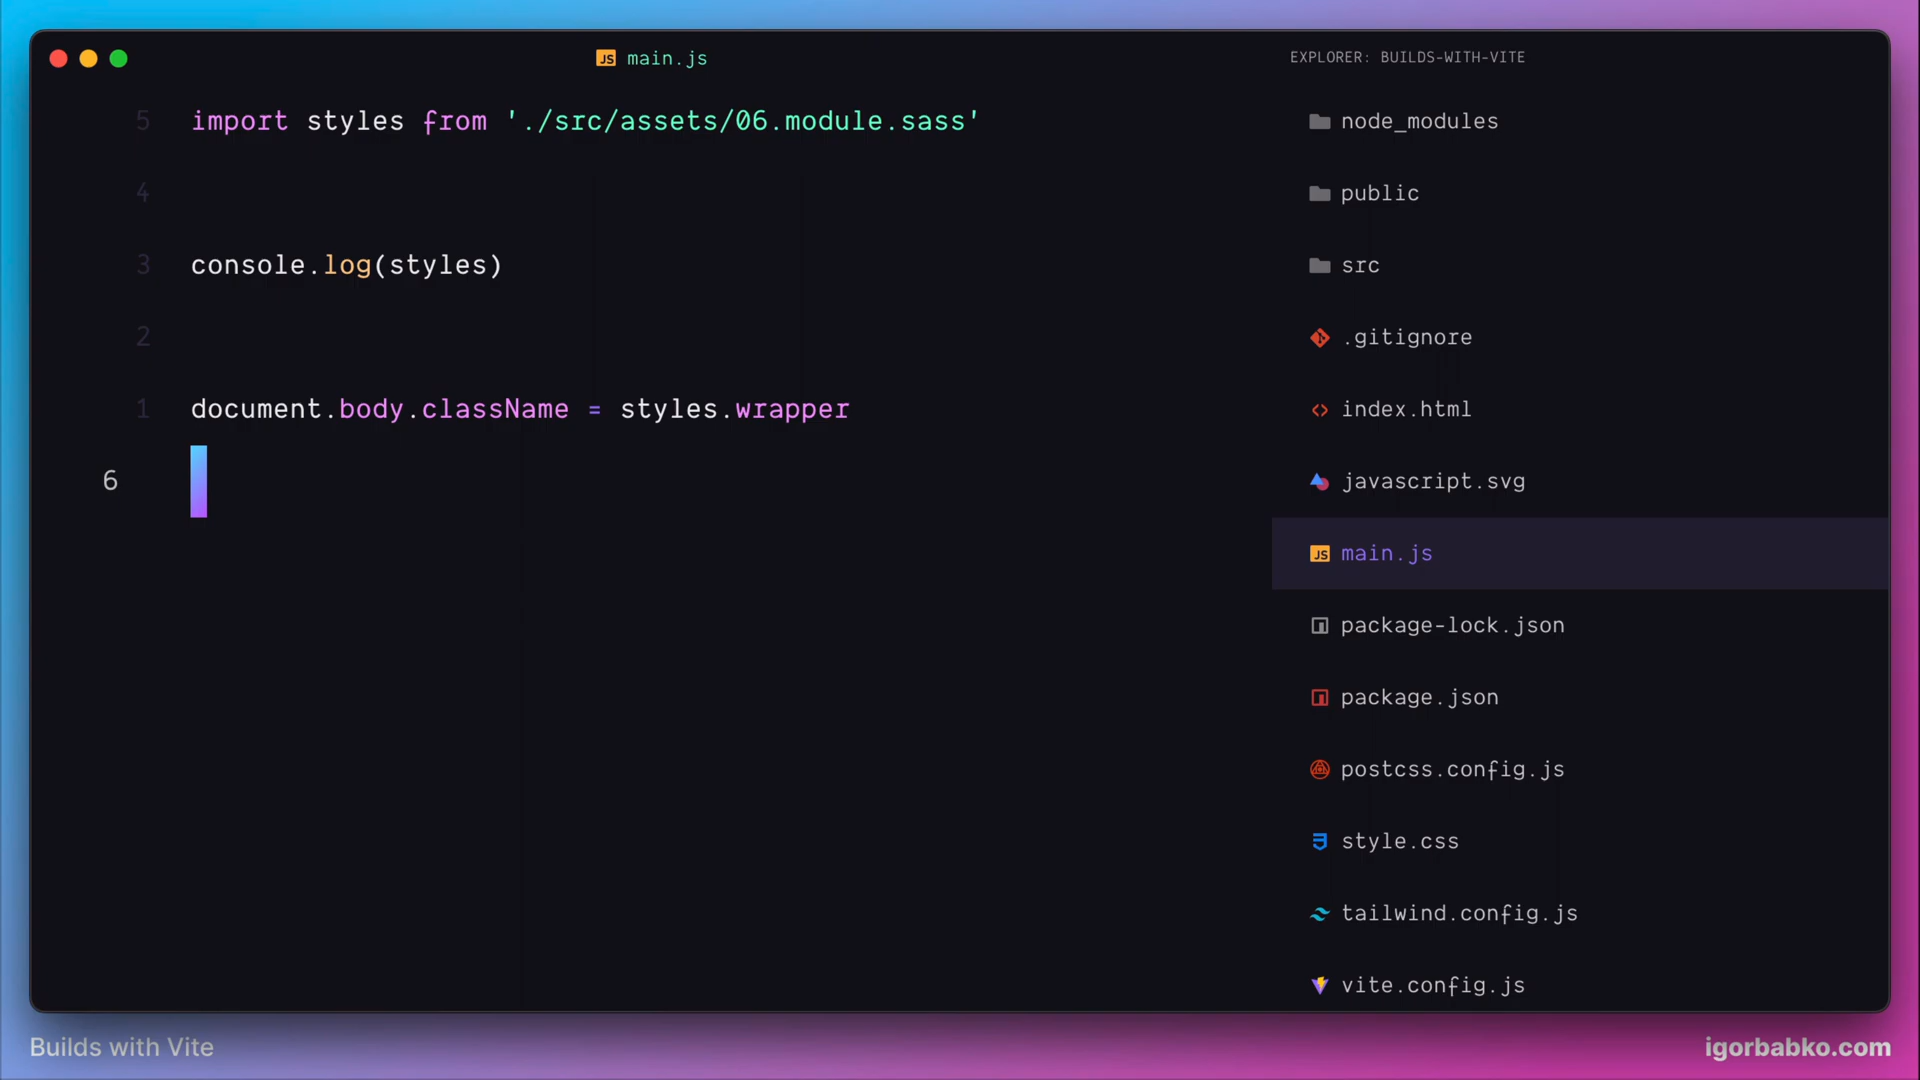 JS main.js
EXPLORER: BUILDS-WITH-VITE
5 import styles from './src/assets/06.module.sass'
4
3 console.log(styles)
2
1 document.body.className = styles.wrapper
6
node_modules
public
src
.gitignore
index.html
javascript.svg
JS main.js
package-lock.json
package.json
postcss.config.js
style.css
tailwind.config.js
vite.config.js
Builds with Vite
igorbabko.com